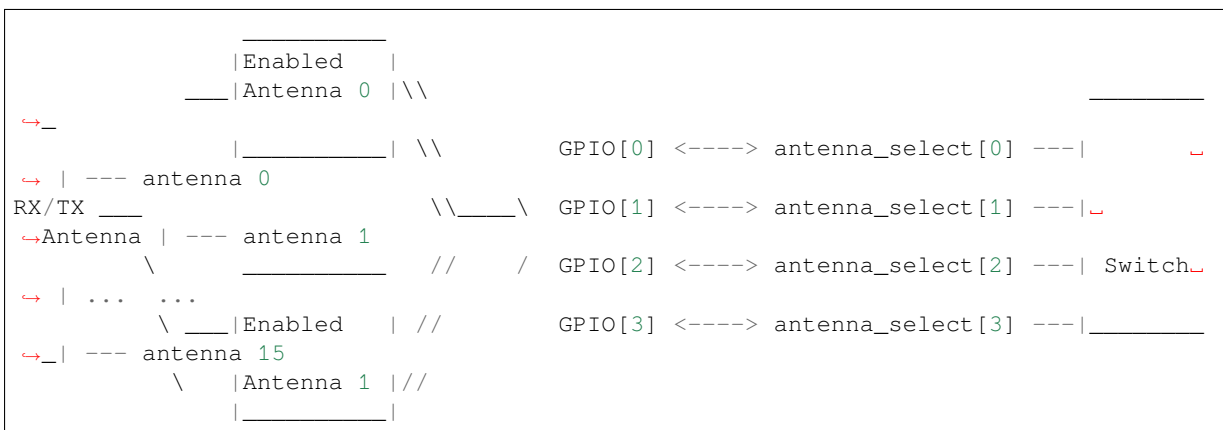 __________
               |Enabled   |
            ___|Antenna 0 |\\                                            ________
↪_
               |__________| \\       GPIO[0] <----> antenna_select[0] ---|       ␣
↪ | --- antenna 0
RX/TX ___                    \\____\  GPIO[1] <----> antenna_select[1] ---|␣
↪Antenna | --- antenna 1
         \      __________   //    /  GPIO[2] <----> antenna_select[2] ---| Switch␣
↪ | ...  ...
          \ ___|Enabled   | //        GPIO[3] <----> antenna_select[3] ---|________
↪_| --- antenna 15
           \   |Antenna 1 |//
               |__________|